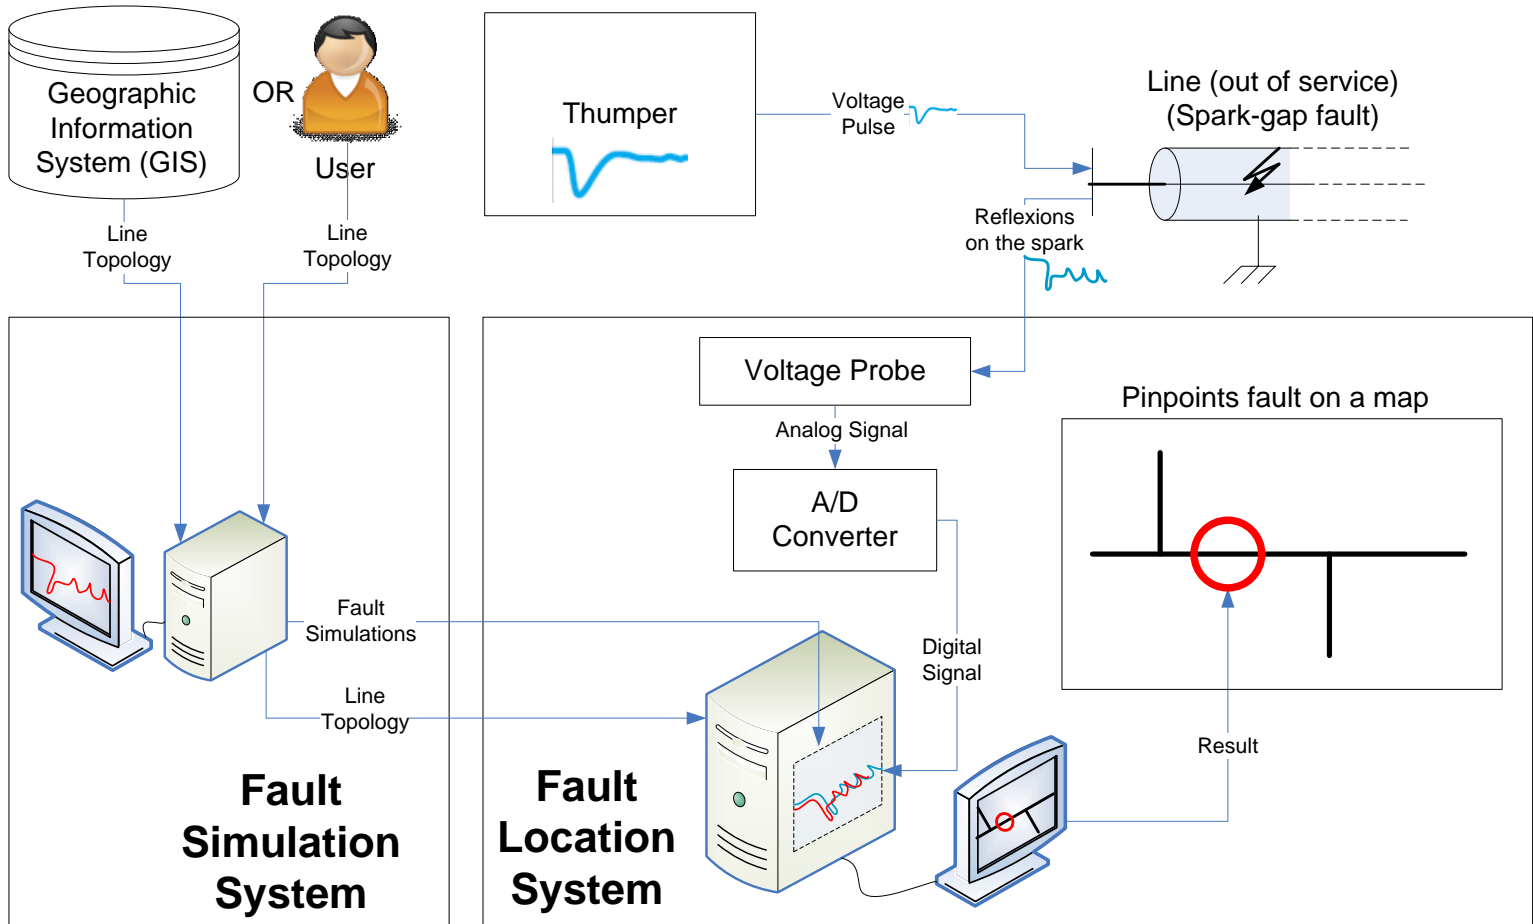 Geographic
Information
System (GIS)
OR
User
Line
Topology
Line
Topology
Thumper
Voltage
Pulse
Line (out of service)
(Spark-gap fault)
Reflexions
on the spark
Voltage Probe
Analog Signal
A/D
Converter
Digital
Signal
Pinpoints fault on a map
Result
Fault
Simulations
Line
Topology
Fault
Simulation
System
Fault
Location
System